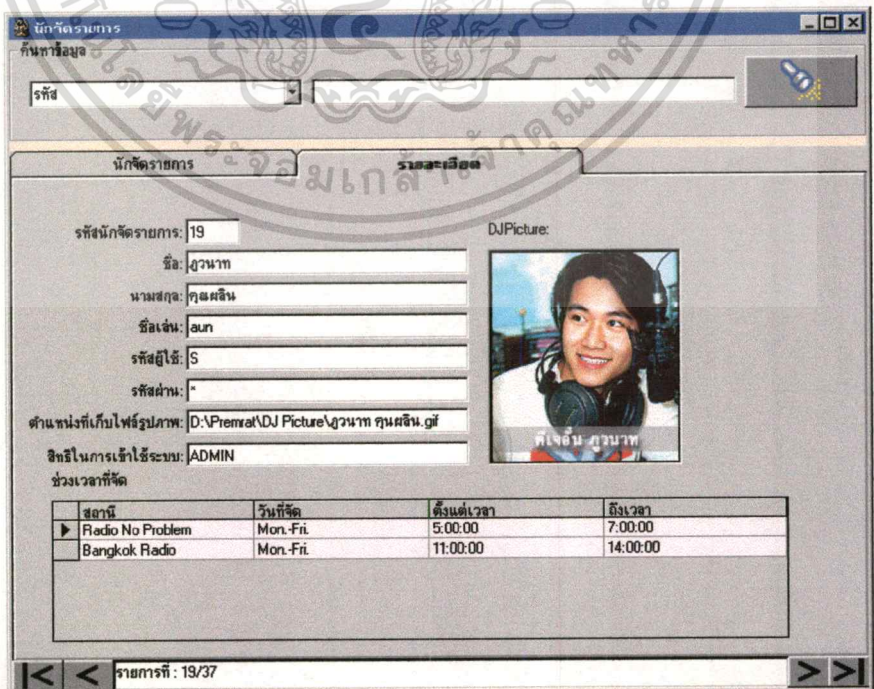 นักจัดรายการ
ค้นหาข้อมูล
รหัส
นักจัดรายการ
รายละเอียด
รหัสนักจัดรายการ: 19
DJPicture:
ชื่อ: ภูวนาท
นามสกุล: คุณผลิน
ชื่อเล่น: aun
รหัสผู้ใช้: S
รหัสผ่าน: *
ตำแหน่งที่เก็บไฟล์รูปภาพ: D:\Premrat\DJ Picture\ภูวนาท คุนผลิน.gif
สิทธิในการเข้าใช้ระบบ: ADMIN
ดีเจอั๋น ภูวนาท
ช่วงเวลาที่จัด
สถานี วันที่จัด ตั้งแต่เวลา ถึงเวลา
Radio No Problem Mon.-Fri. 5:00:00 7:00:00
Bangkok Radio Mon.-Fri. 11:00:00 14:00:00
รายการที่ : 19/37